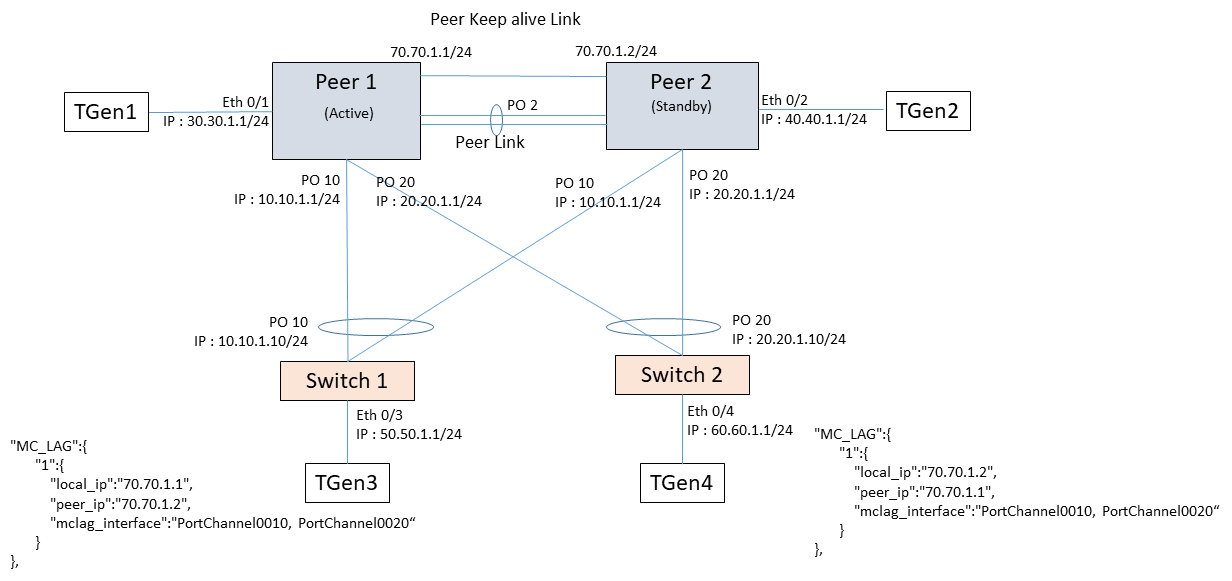 Peer Keep alive Link
70.70.1.1/24
70.70.1.2/24
Peer 1
(Active)
Peer 2
(Standby)
TGen1
Eth 0/1
IP : 30.30.1.1/24
PO 2
Peer Link
Eth 0/2
IP : 40.40.1.1/24
TGen2
PO 10
IP : 10.10.1.1/24
PO 20
IP : 20.20.1.1/24
PO 10
IP : 10.10.1.1/24
PO 20
IP : 20.20.1.1/24
PO 10
IP : 10.10.1.10/24
PO 20
IP : 20.20.1.10/24
Switch 1
Switch 2
Eth 0/3
IP : 50.50.1.1/24
Eth 0/4
IP : 60.60.1.1/24
TGen3
TGen4
"MC_LAG":{
"1":{
"local_ip":"70.70.1.1",
"peer_ip":"70.70.1.2",
"mclag_interface":"PortChannel0010, PortChannel0020“
}
},
"MC_LAG":{
"1":{
"local_ip":"70.70.1.2",
"peer_ip":"70.70.1.1",
"mclag_interface":"PortChannel0010, PortChannel0020“
}
},